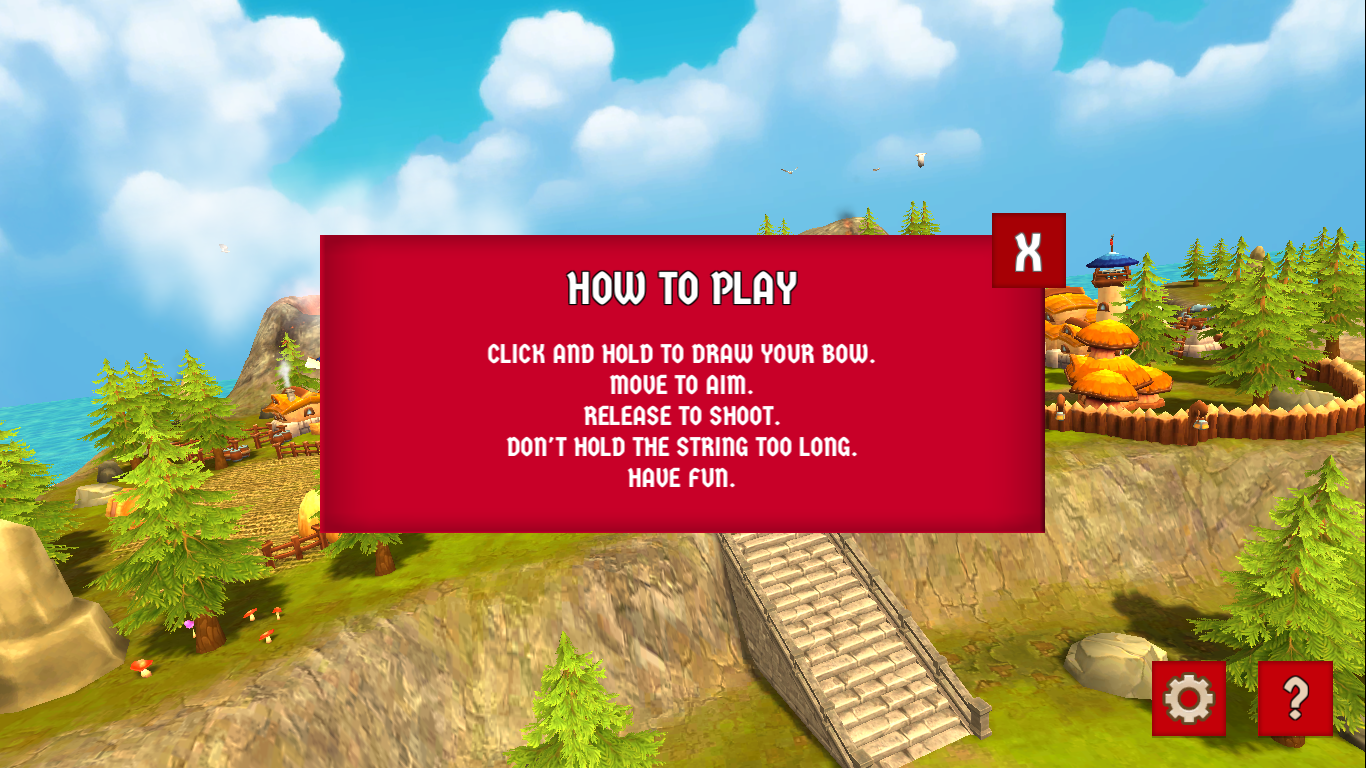 X
HOW TO PLAY
CLICK AND HOLD TO DRAW YOUR BOW.
MOVE TO AIM.
RELEASE TO SHOOT.
DON'T HOLD THE STRING TOO LONG.
HAVE FUN.
?